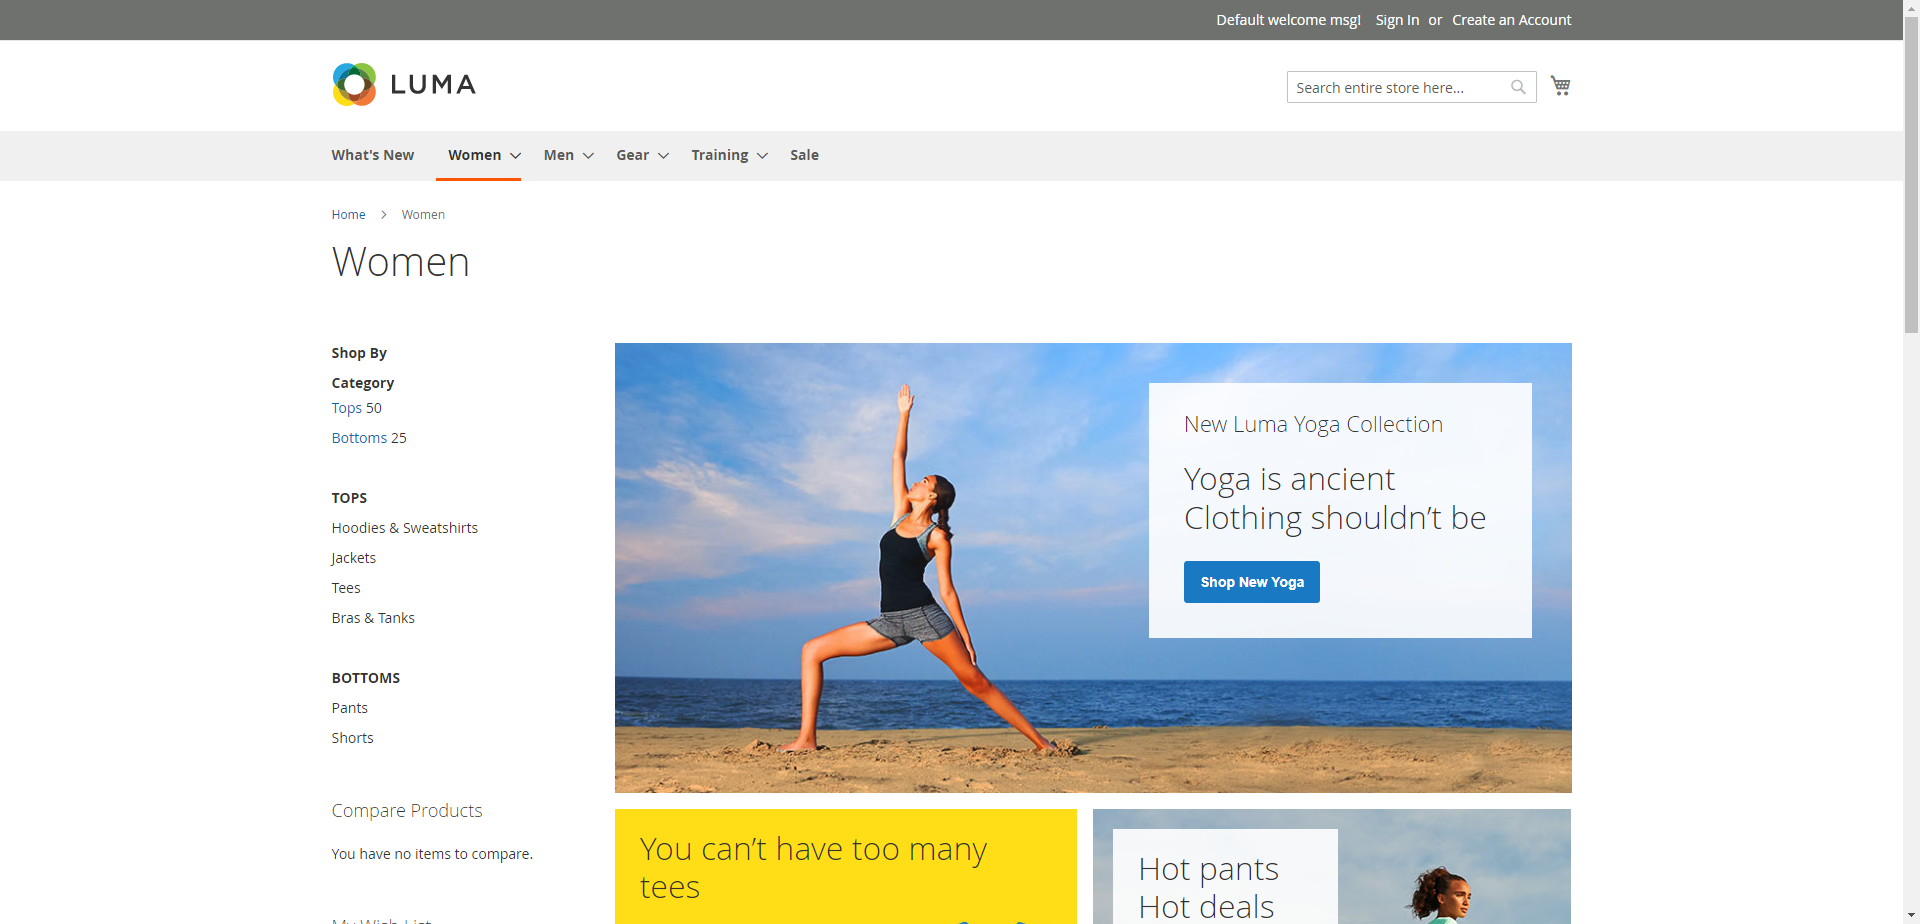 Default welcome msg! Sign In or Create an Account
LUMA
Search entire store here...
What's New Women Men Gear Training Sale
Home Women
Women
Shop By
Category
Tops 50
Bottoms 25
TOPS
Hoodies & Sweatshirts
Jackets
Tees
Bras & Tanks
BOTTOMS
Pants
Shorts
Compare Products
You have no items to compare.
My Wish List
New Luma Yoga Collection
Yoga is ancient
Clothing shouldn’t be
Shop New Yoga
You can’t have too many
tees
Hot pants
Hot deals